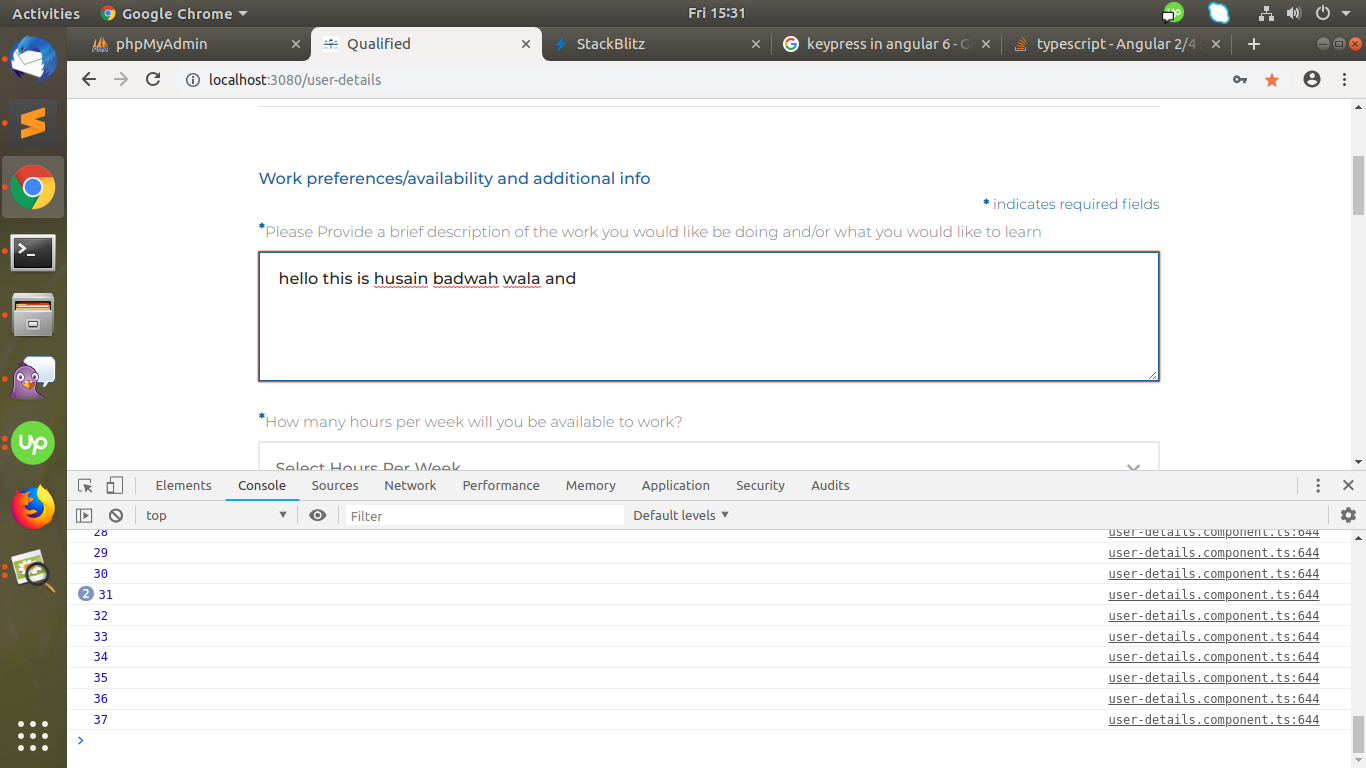 Activities Google Chrome Fri 15:31
phpMyAdmin Qualified StackBlitz keypress in angular 6 - G typescript - Angular 2/4
localhost:3080/user-details
Work preferences/availability and additional info
* indicates required fields
*Please Provide a brief description of the work you would like be doing and/or what you would like to learn
hello this is husain badwah wala and
*How many hours per week will you be available to work?
Select Hours Per Week
Elements Console Sources Network Performance Memory Application Security Audits
top Filter Default levels
28 user-details.component.ts:644
29 user-details.component.ts:644
30 user-details.component.ts:644
2 31 user-details.component.ts:644
32 user-details.component.ts:644
33 user-details.component.ts:644
34 user-details.component.ts:644
35 user-details.component.ts:644
36 user-details.component.ts:644
37 user-details.component.ts:644
>
up